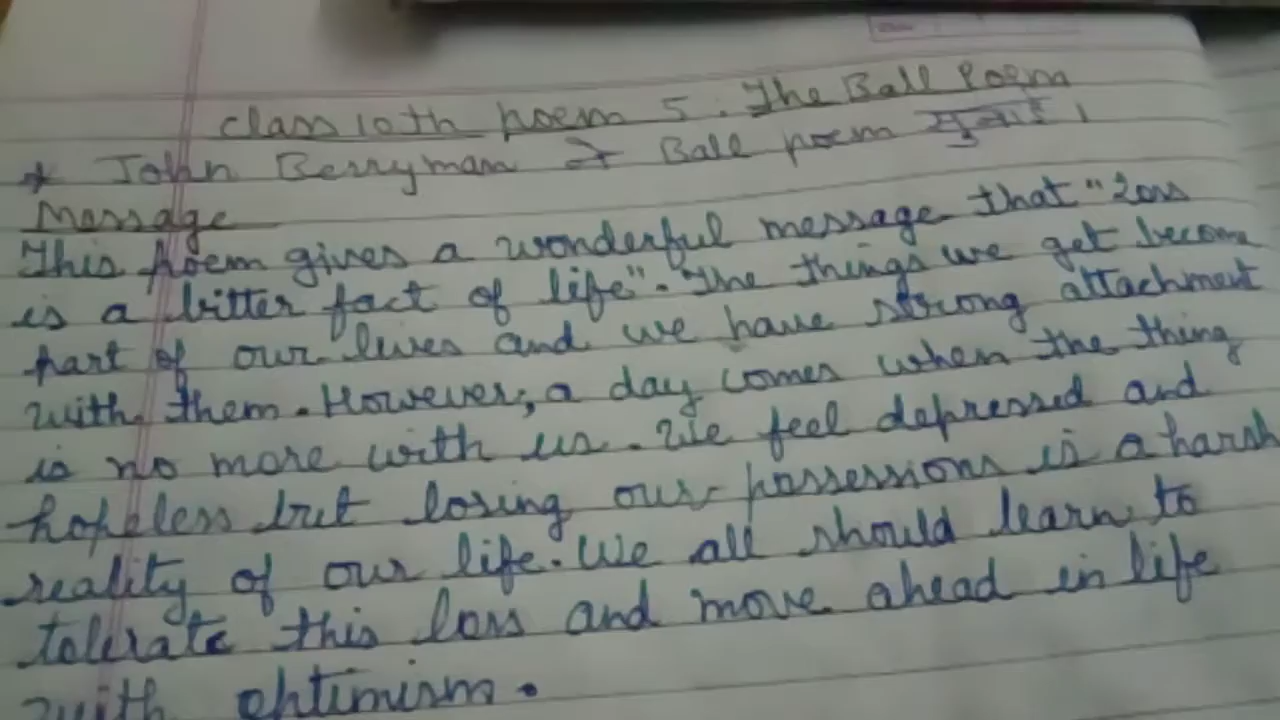 class 10th poem 5. The Ball Poem
* John Berryman ने Ball poem सुनाई।
Massage
This poem gives a wonderful message that "Loss
is a bitter fact of life". The things we get become
part of our lives and we have strong attachment
with them. However, a day comes when the thing
is no more with us. We feel depressed and
hopeless but losing our possessions is a harsh
reality of our life. We all should learn to
tolerate this loss and move ahead in life
with optimism.